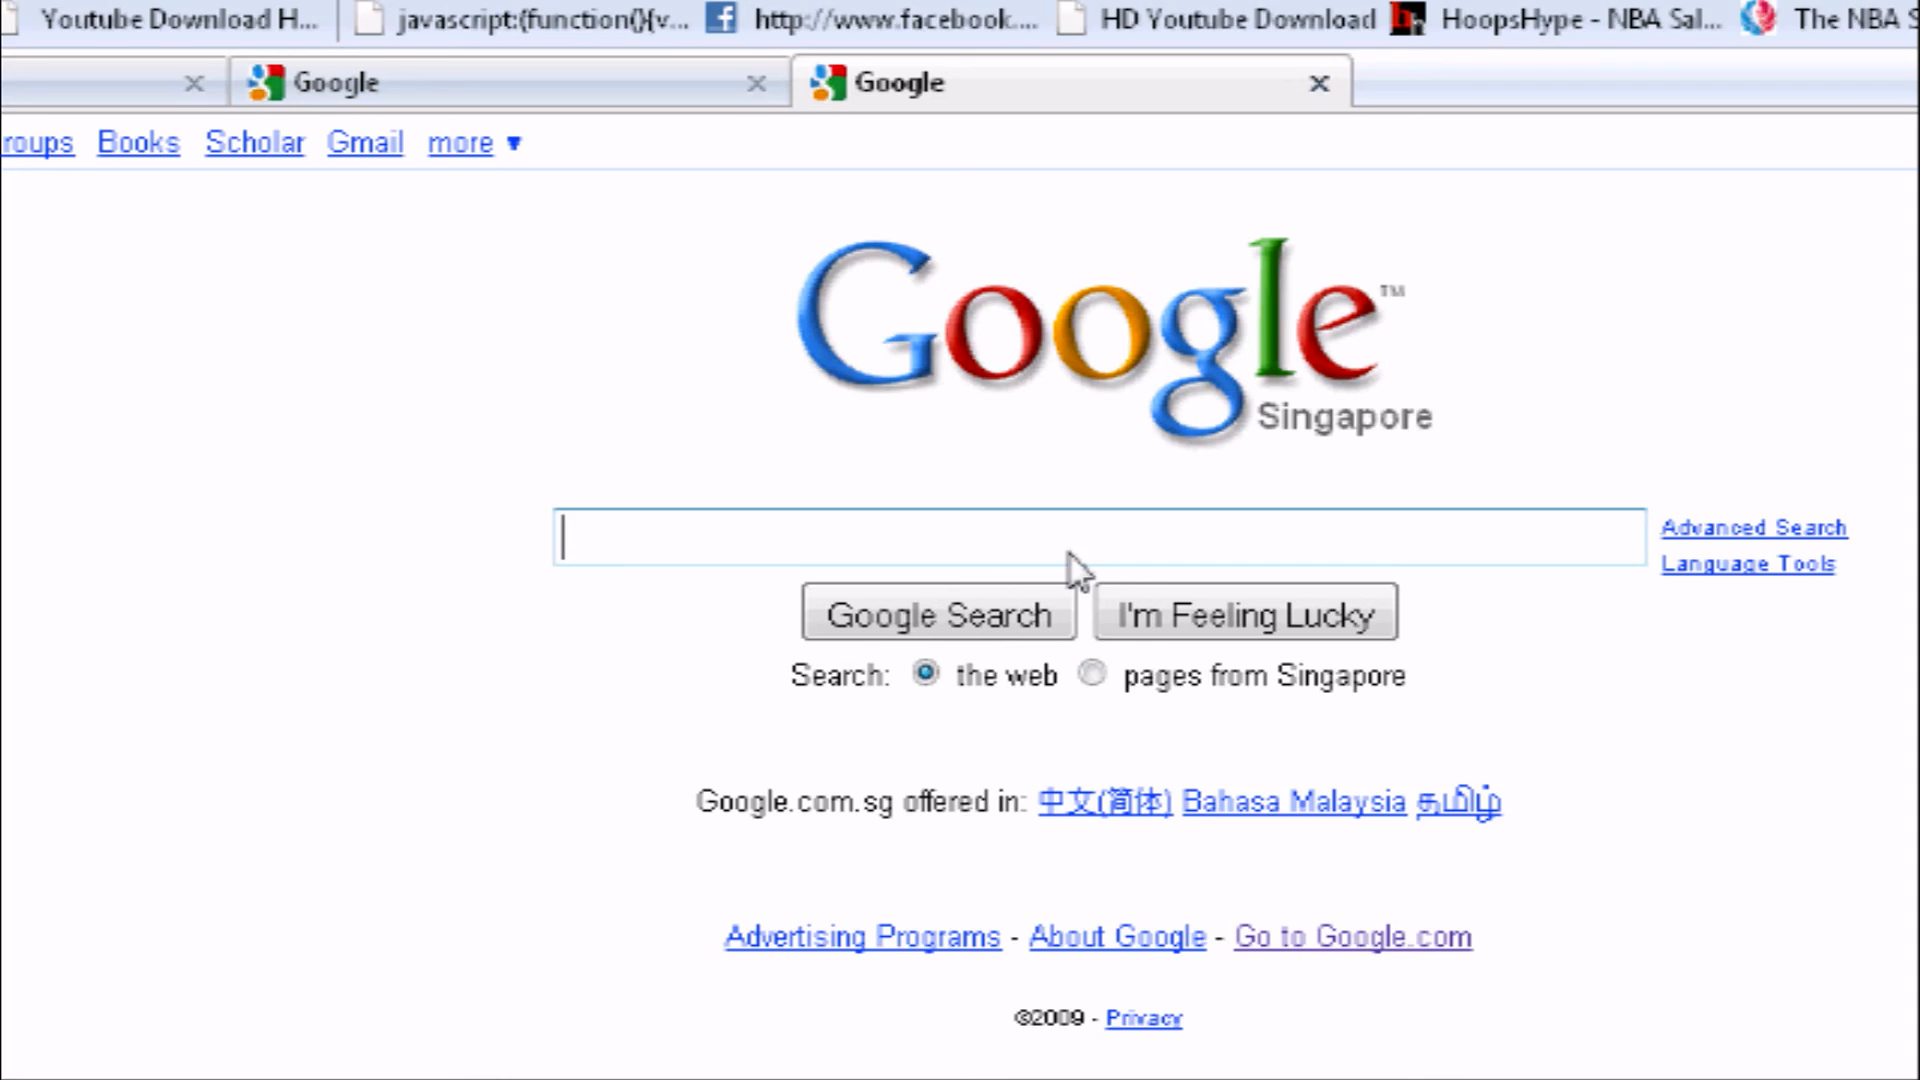 Youtube Download H... javascript:(function(){v... http://www.facebook.... HD Youtube Download HoopsHype - NBA Sal... The NBA S
Google Google
roups Books Scholar Gmail more ▼
Google™
Singapore
Advanced Search
Language Tools
Google Search I'm Feeling Lucky
Search: the web pages from Singapore
Google.com.sg offered in: 中文(简体) Bahasa Malaysia தமிழ்
Advertising Programs - About Google - Go to Google.com
©2009 - Privacy